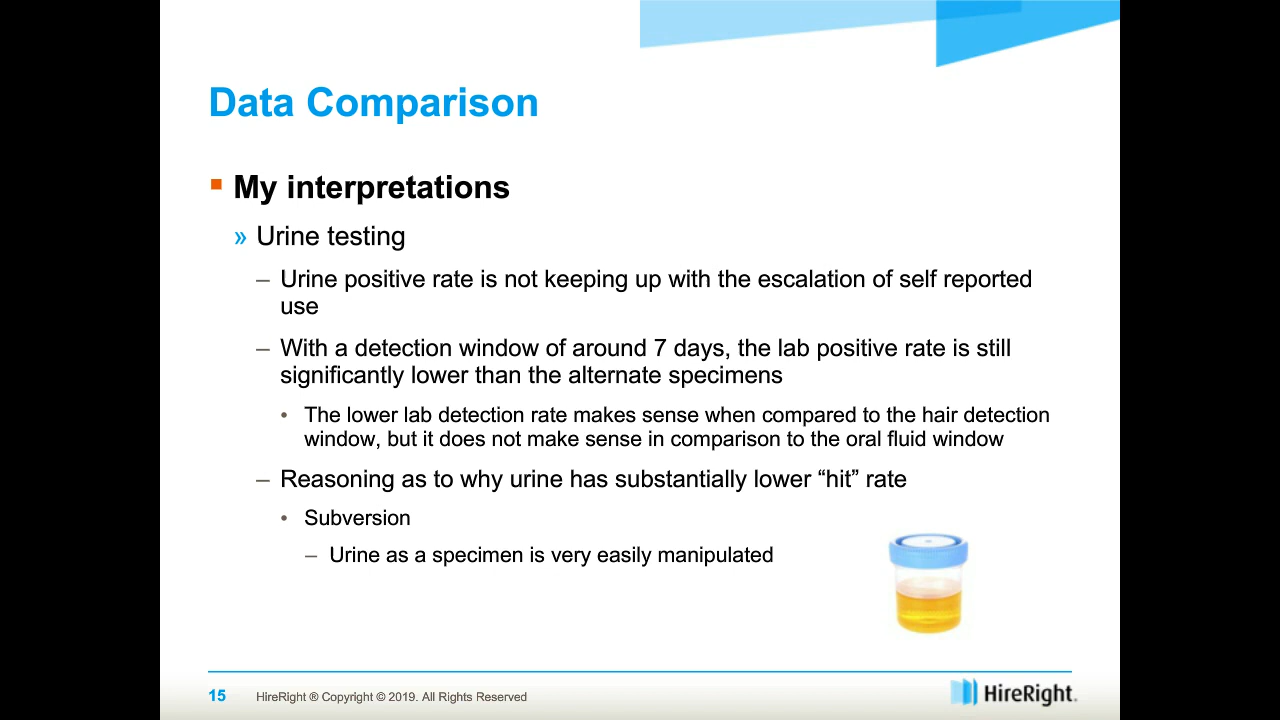 Data Comparison
▪ My interpretations
» Urine testing
– Urine positive rate is not keeping up with the escalation of self reported
use
– With a detection window of around 7 days, the lab positive rate is still
significantly lower than the alternate specimens
• The lower lab detection rate makes sense when compared to the hair detection
window, but it does not make sense in comparison to the oral fluid window
– Reasoning as to why urine has substantially lower “hit” rate
• Subversion
– Urine as a specimen is very easily manipulated
15 HireRight ® Copyright © 2019. All Rights Reserved
HireRight.